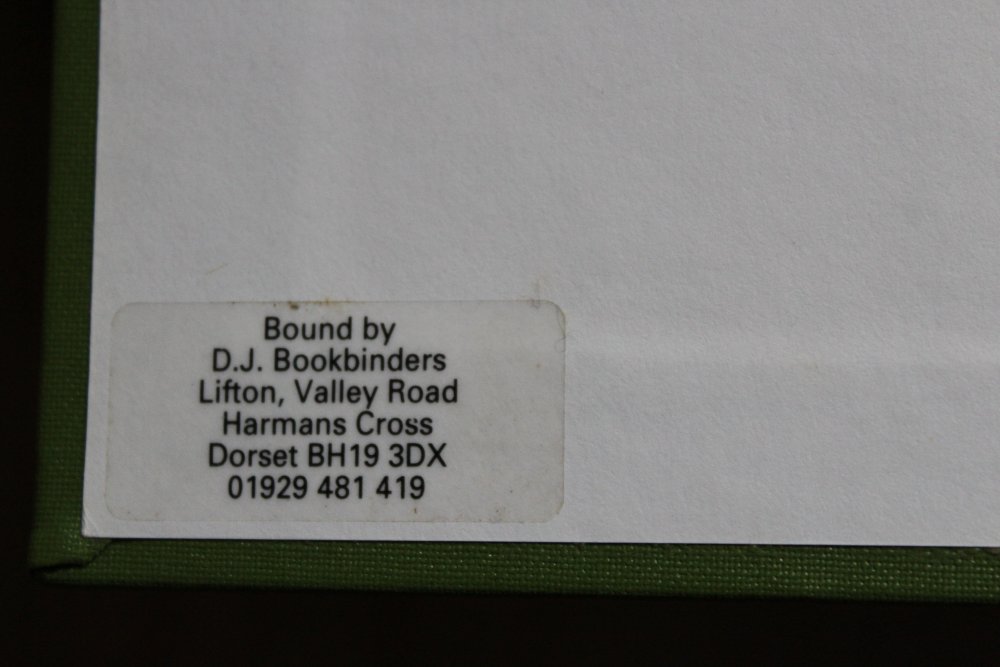 Bound by
D.J. Bookbinders
Lifton, Valley Road
Harmans Cross
Dorset BH19 3DX
01929 481 419